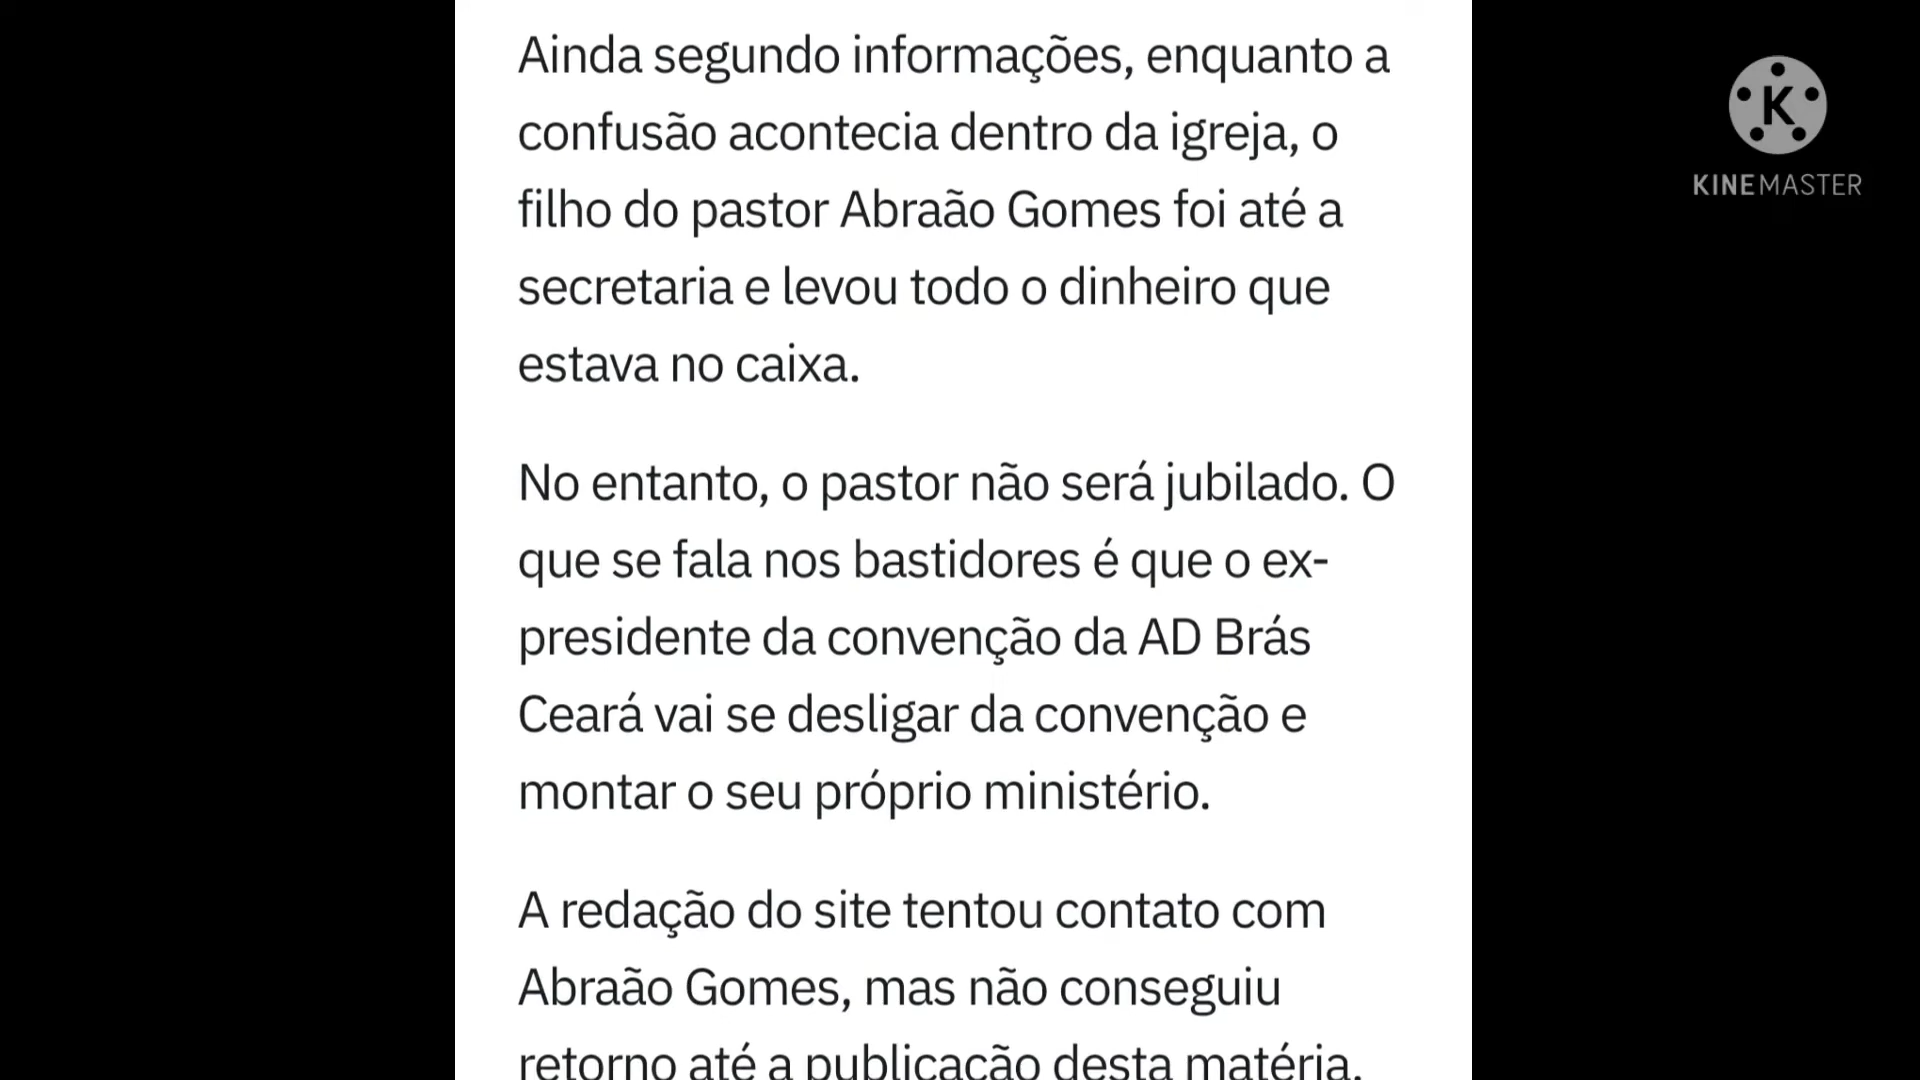 Ainda segundo informações, enquanto a
confusão acontecia dentro da igreja, o
filho do pastor Abraão Gomes foi até a
secretaria e levou todo o dinheiro que
estava no caixa.
No entanto, o pastor não será jubilado. O
que se fala nos bastidores é que o ex-
presidente da convenção da AD Brás
Ceará vai se desligar da convenção e
montar o seu próprio ministério.
A redação do site tentou contato com
Abraão Gomes, mas não conseguiu
retorno até a publicação desta matéria.
K
KINEMASTER